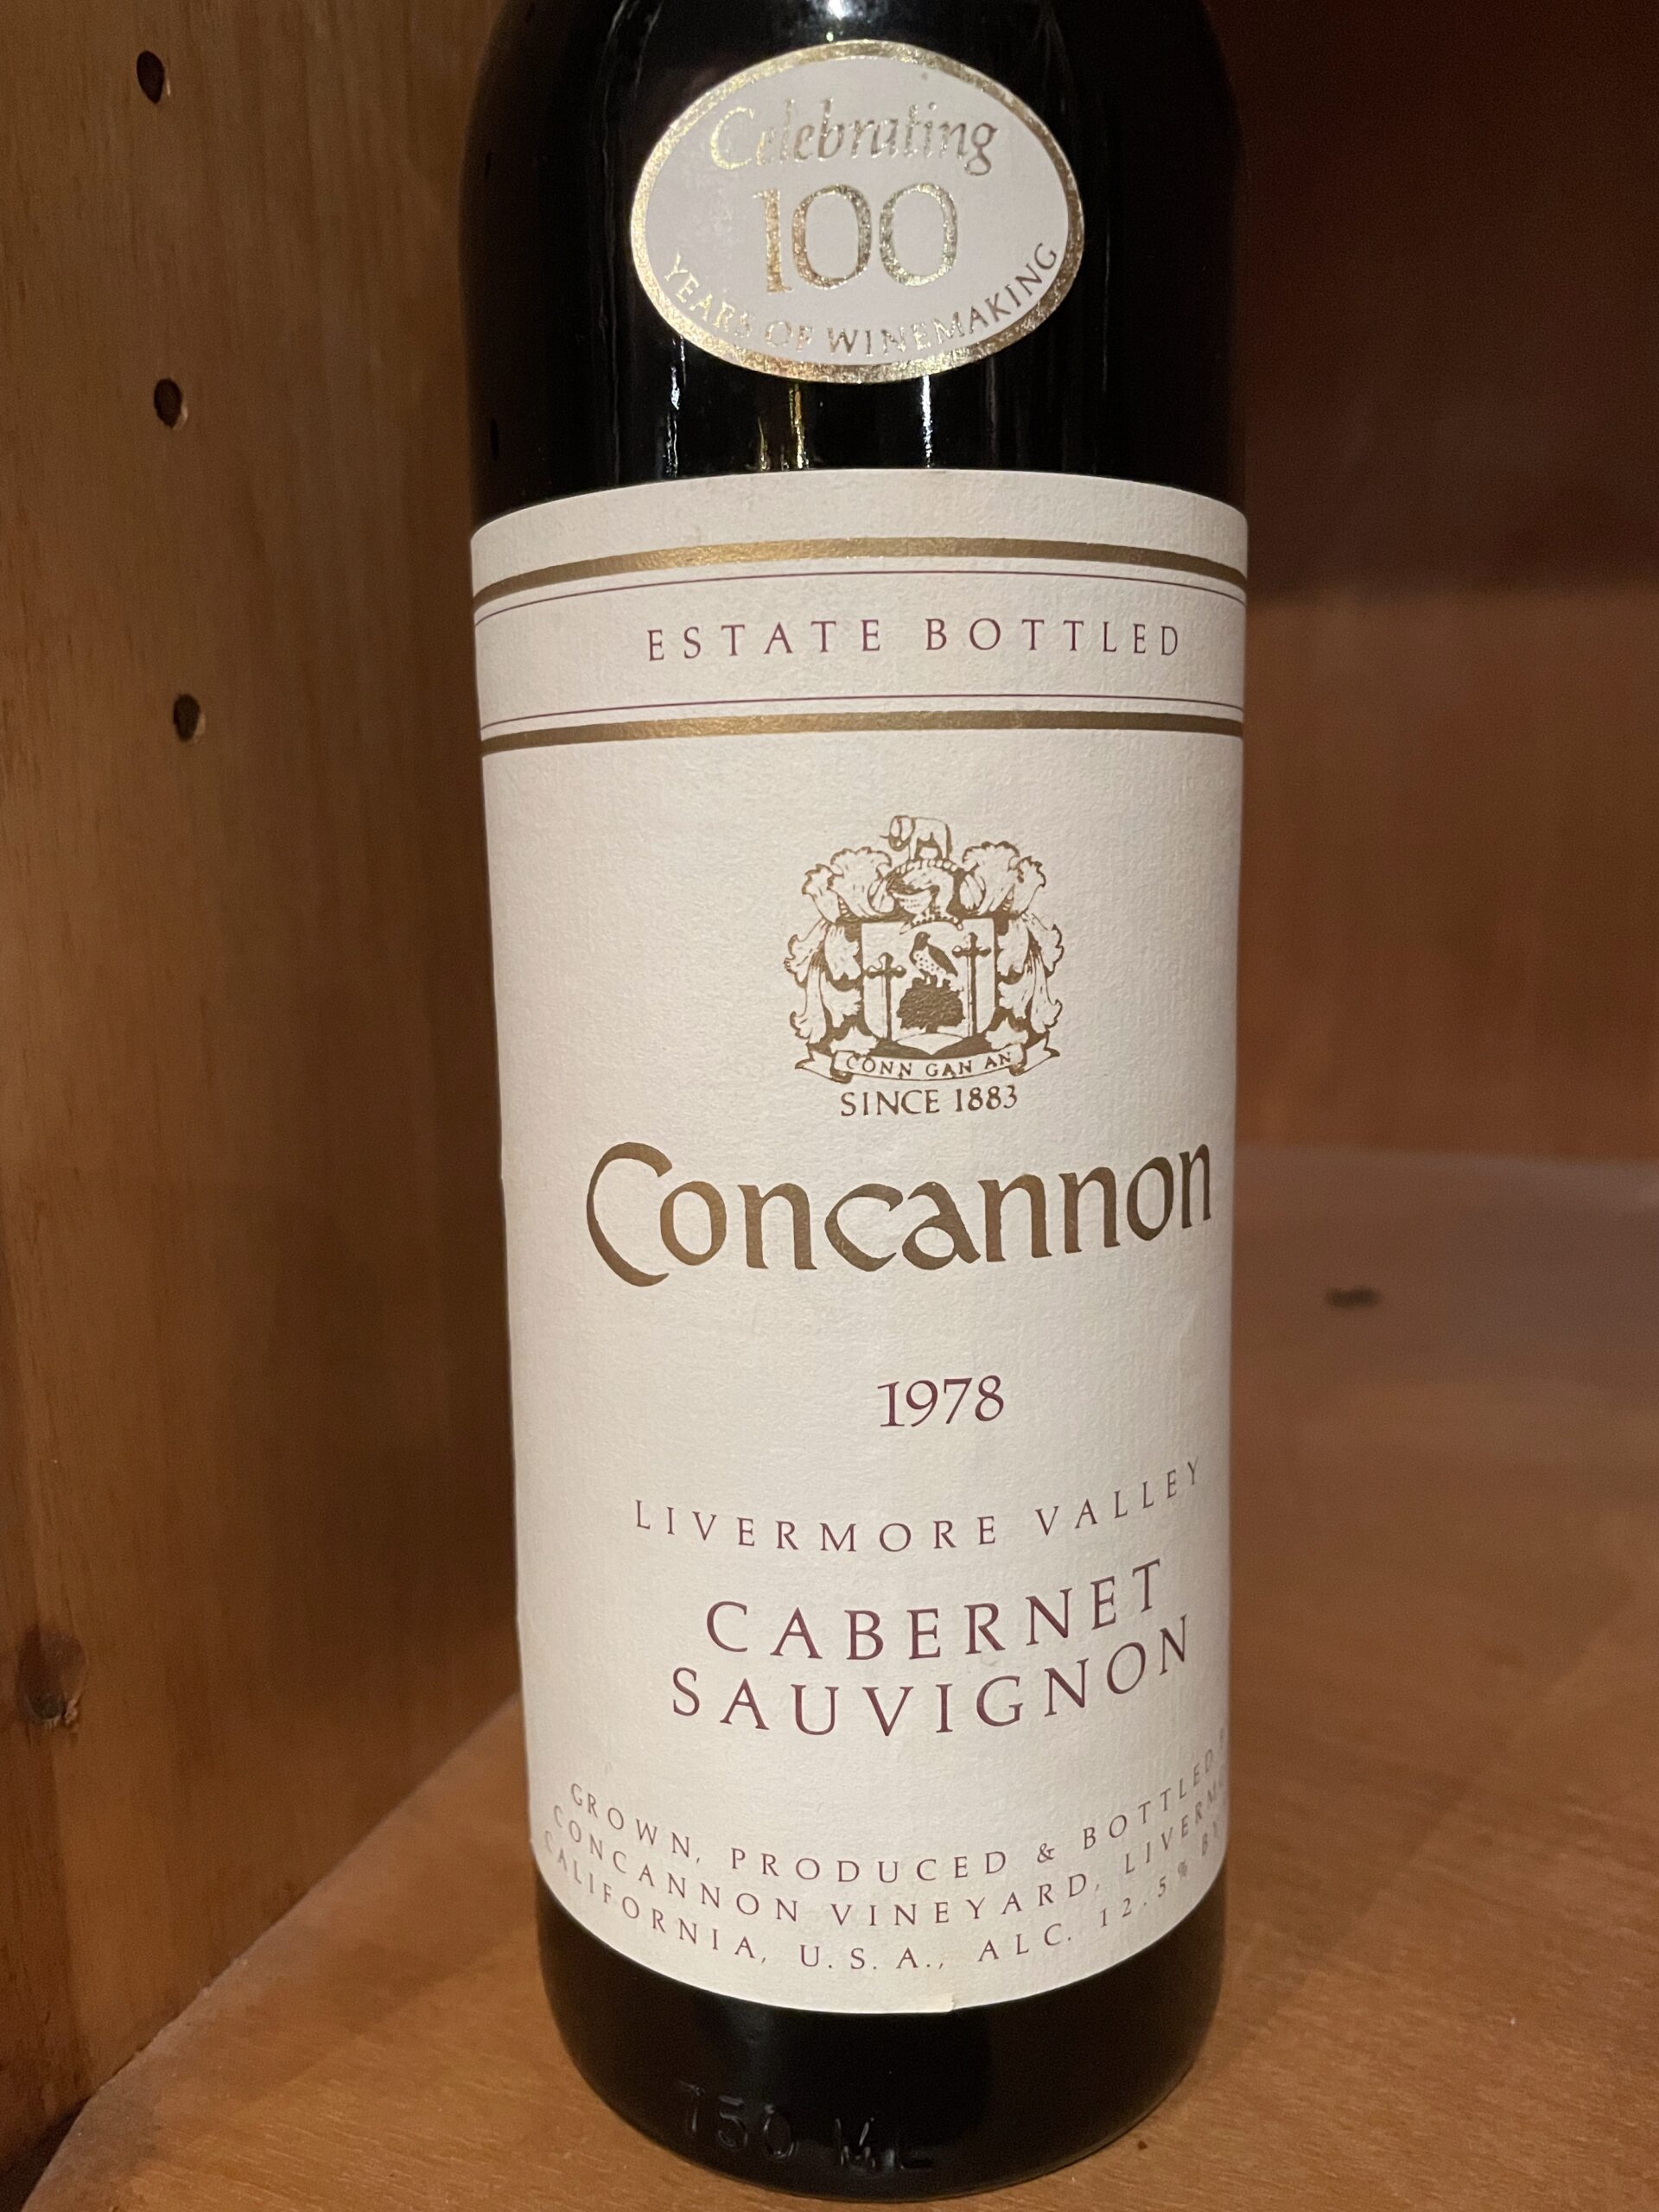 Celebrating
100
YEARS OF WINEMAKING
ESTATE BOTTLED
CONN GAN AN
SINCE 1883
Concannon
1978
LIVERMORE VALLEY
CABERNET
SAUVIGNON
GROWN, PRODUCED & BOTTLED
CONCANNON VINEYARD,
CALIFORNIA, U.S.A., ALC. 12.5%
750 ML